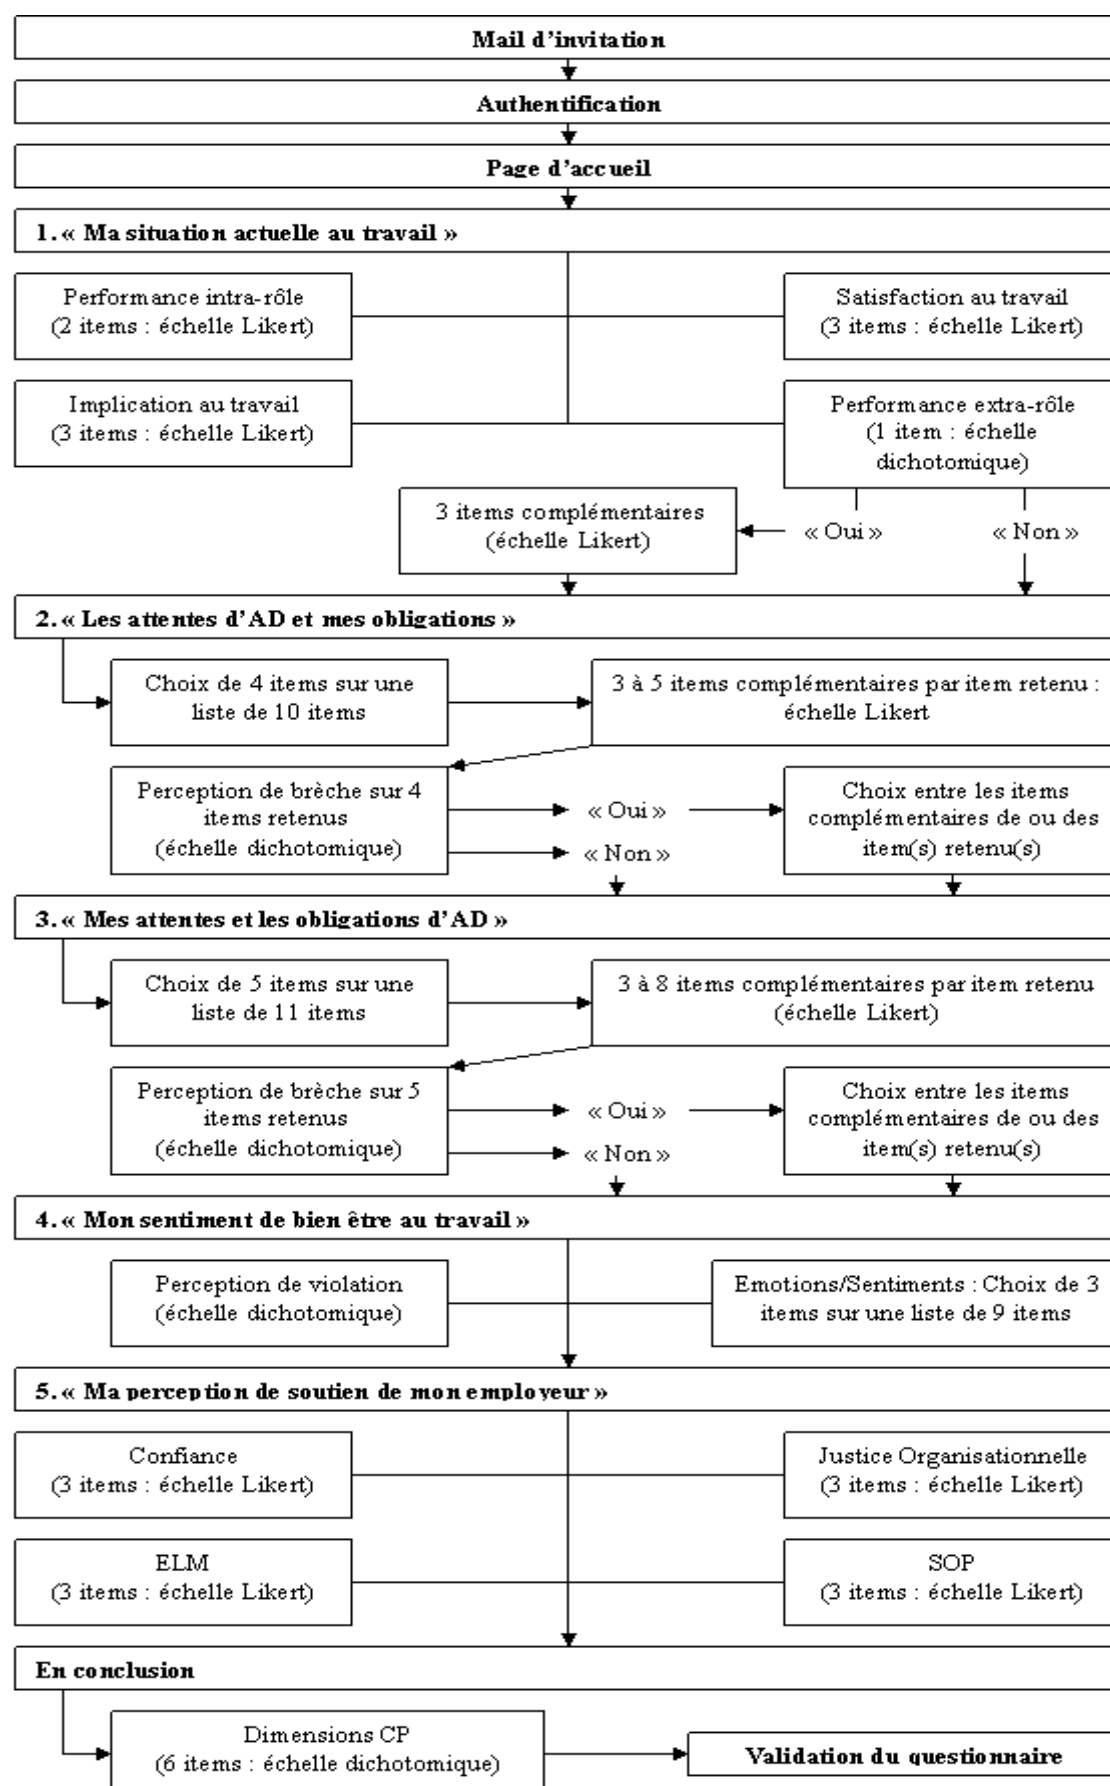 Mail d'invitation
Authentification
Page d'accueil
1. « Ma situation actuelle au travail »
Performance intra-rôle
(2 items : échelle Likert)
Satisfaction au travail
(3 items : échelle Likert)
Implication au travail
(3 items : échelle Likert)
Performance extra-rôle
(1 item : échelle
dichotomique)
3 items complémentaires
(échelle Likert)
« Oui »
« Non »
2. « Les attentes d'AD et mes obligations »
Choix de 4 items sur une
liste de 10 items
3 à 5 items complémentaires par item retenu :
échelle Likert
Perception de brèche sur 4
items retenus
(échelle dichotomique)
« Oui »
« Non »
Choix entre les items
complémentaires de ou des
item(s) retenu(s)
3. « Mes attentes et les obligations d'AD »
Choix de 5 items sur une
liste de 11 items
3 à 8 items complémentaires par item retenu
(échelle Likert)
Perception de brèche sur 5
items retenus
(échelle dichotomique)
« Oui »
« Non »
Choix entre les items
complémentaires de ou des
item(s) retenu(s)
4. « Mon sentiment de bien être au travail »
Perception de violation
(échelle dichotomique)
Emotions/Sentiments : Choix de 3
items sur une liste de 9 items
5. « Ma perception de soutien de mon employeur »
Confiance
(3 items : échelle Likert)
Justice Organisationnelle
(3 items : échelle Likert)
ELM
(3 items : échelle Likert)
SOP
(3 items : échelle Likert)
En conclusion
Dimensions CP
(6 items : échelle dichotomique)
Validation du questionnaire